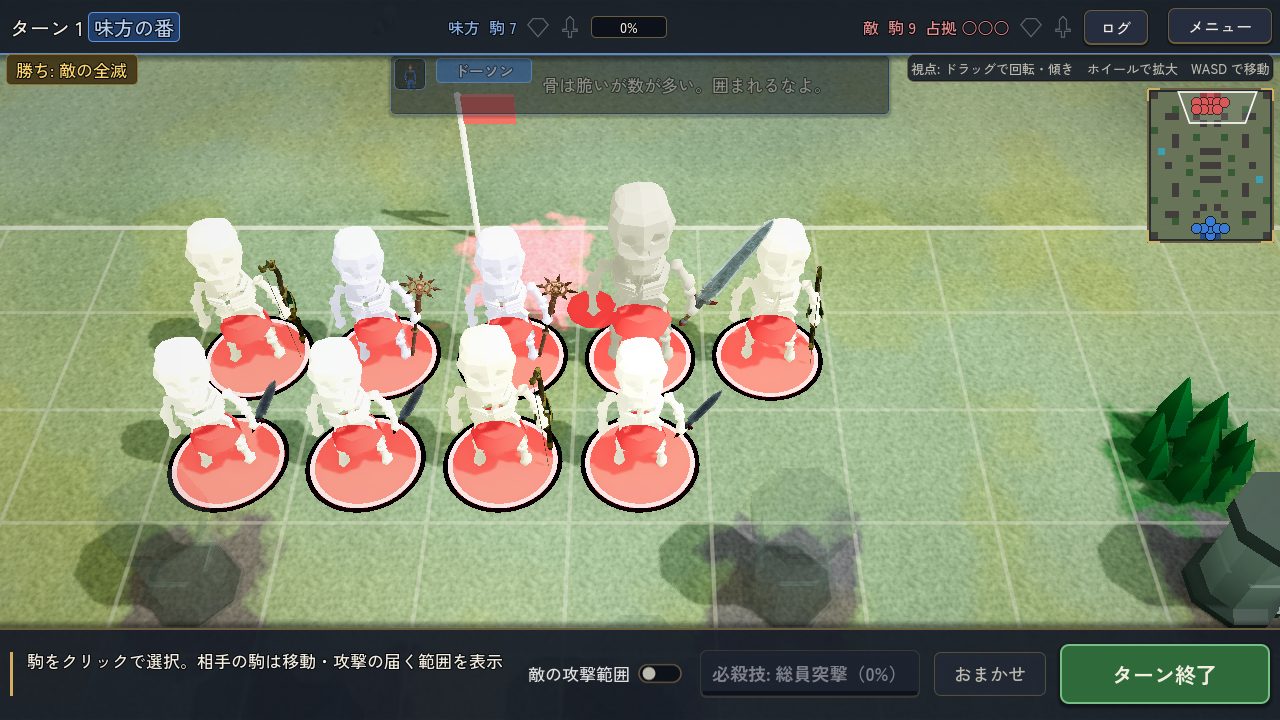 ターン 1 味方の番
味方 駒 7
0%
敵 駒 9 占拠 〇〇〇
ログ
メニュー
勝ち: 敵の全滅
ドーソン
骨は脆いが数が多い。囲まれるなよ。
視点: ドラッグで回転・傾き ホイールで拡大 WASD で移動
駒をクリックで選択。相手の駒は移動・攻撃の届く範囲を表示
敵の攻撃範囲
必殺技: 総員突撃（0%）
おまかせ
ターン終了